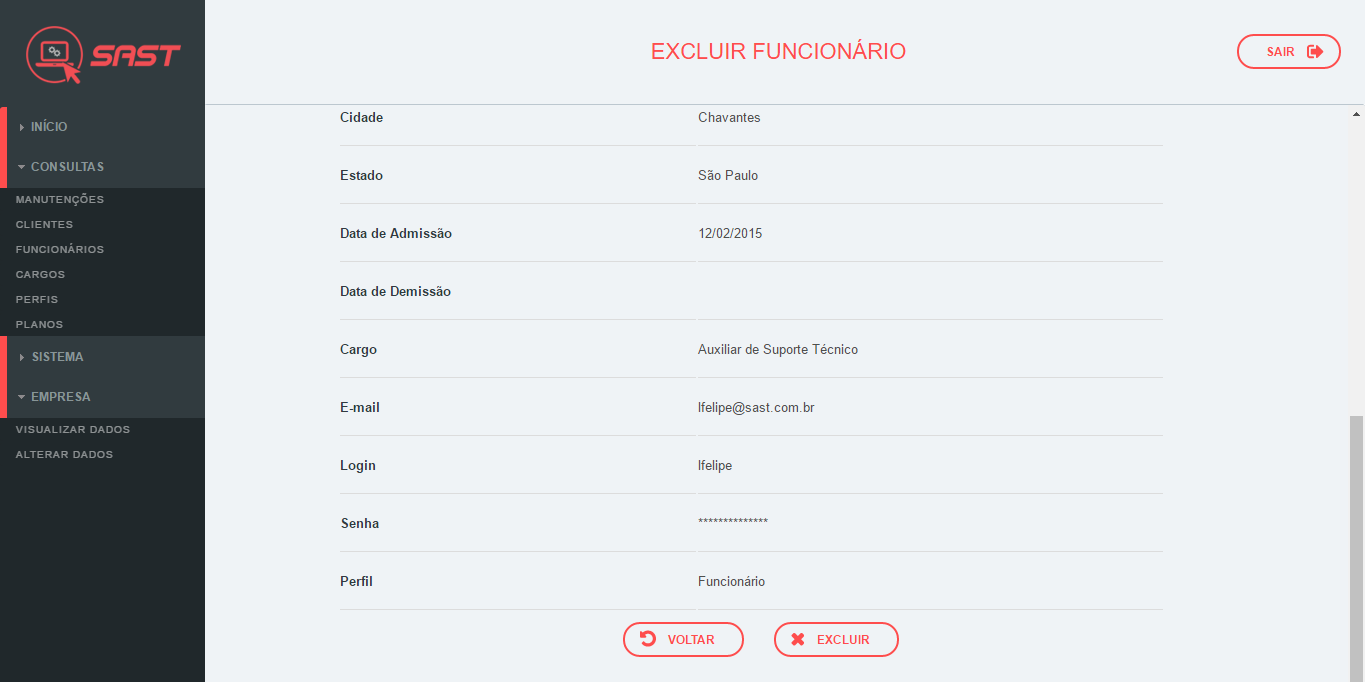 SAST
EXCLUIR FUNCIONÁRIO
SAIR
INÍCIO
CONSULTAS
MANUTENÇÕES
CLIENTES
FUNCIONÁRIOS
CARGOS
PERFIS
PLANOS
SISTEMA
EMPRESA
VISUALIZAR DADOS
ALTERAR DADOS
Cidade Chavantes
Estado São Paulo
Data de Admissão 12/02/2015
Data de Demissão
Cargo Auxiliar de Suporte Técnico
E-mail lfelipe@sast.com.br
Login lfelipe
Senha **************
Perfil Funcionário
VOLTAR EXCLUIR